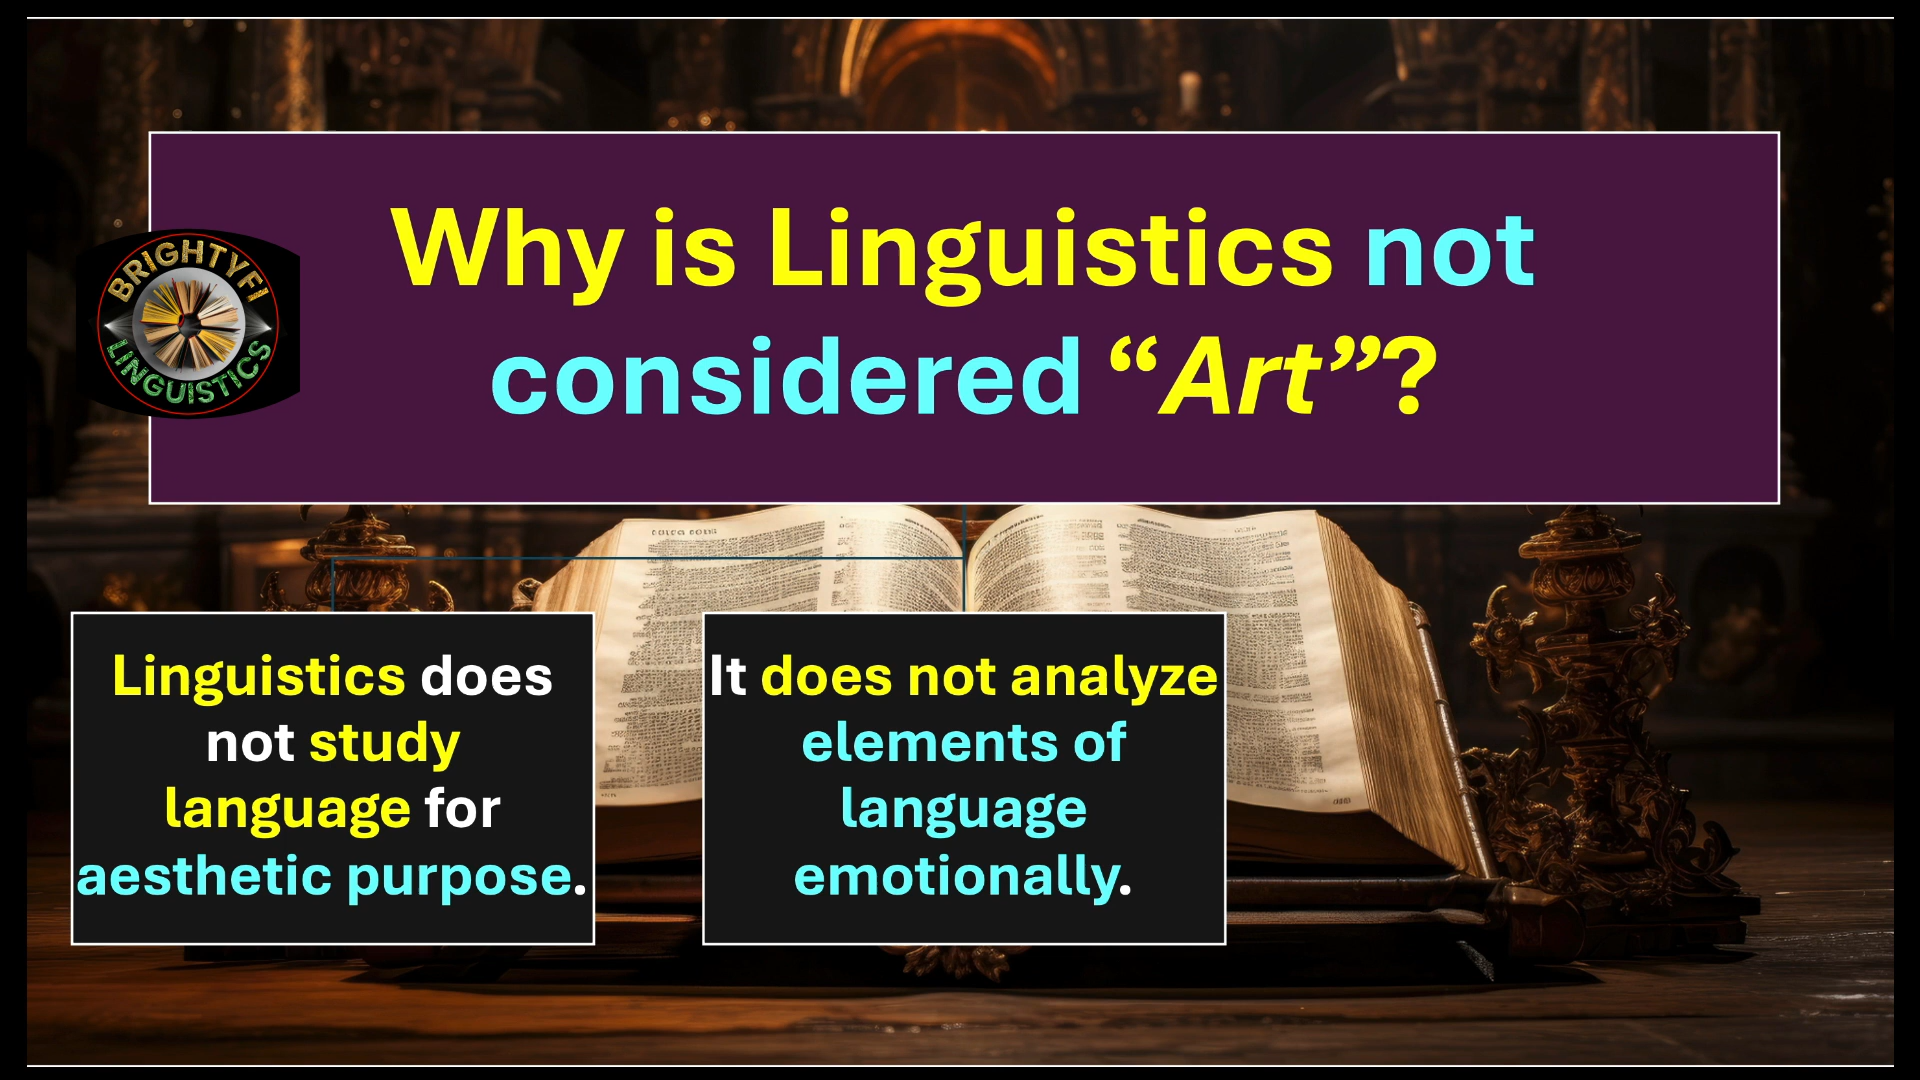 Why is Linguistics not
considered “Art”?
BRIGHTYFI
LINGUISTICS
Linguistics does
not study
language for
aesthetic purpose.
It does not analyze
elements of
language
emotionally.